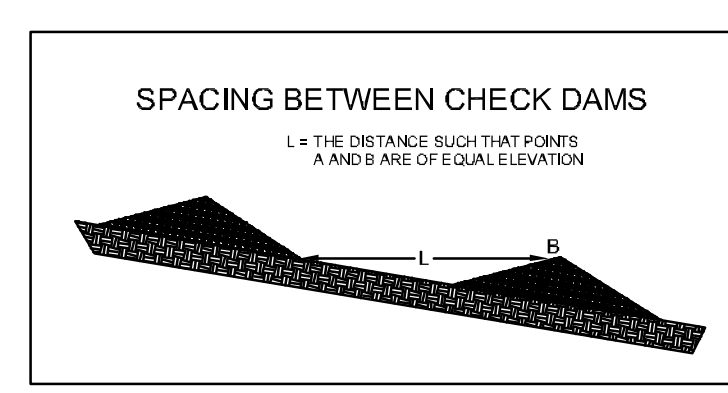 SPACING BETWEEN CHECK DAMS
L = THE DISTANCE SUCH THAT POINTS
A AND B ARE OF EQUAL ELEVATION
B
L